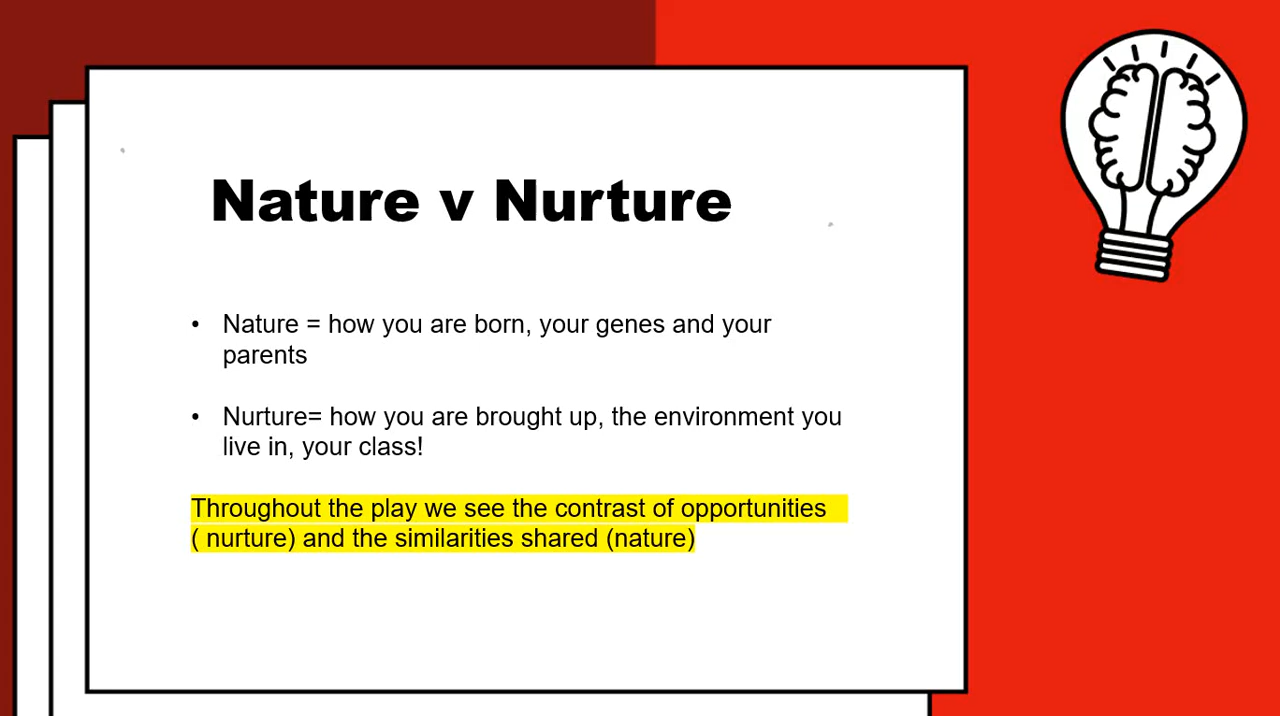 Nature v Nurture
• Nature = how you are born, your genes and your
parents
• Nurture= how you are brought up, the environment you
live in, your class!
Throughout the play we see the contrast of opportunities
( nurture) and the similarities shared (nature)